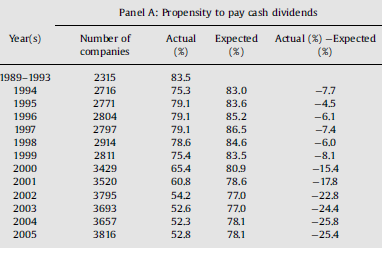 Panel A: Propensity to pay cash dividends
Year(s) Number of companies Actual (%) Expected (%) Actual (%) −Expected (%)
1989–1993 2315 83.5
1994 2716 75.3 83.0 −7.7
1995 2771 79.1 83.6 −4.5
1996 2804 79.1 85.2 −6.1
1997 2797 79.1 86.5 −7.4
1998 2914 78.6 84.6 −6.0
1999 2811 75.4 83.5 −8.1
2000 3429 65.4 80.9 −15.4
2001 3520 60.8 78.6 −17.8
2002 3795 54.2 77.0 −22.8
2003 3693 52.6 77.0 −24.4
2004 3657 52.3 78.1 −25.8
2005 3816 52.8 78.1 −25.4